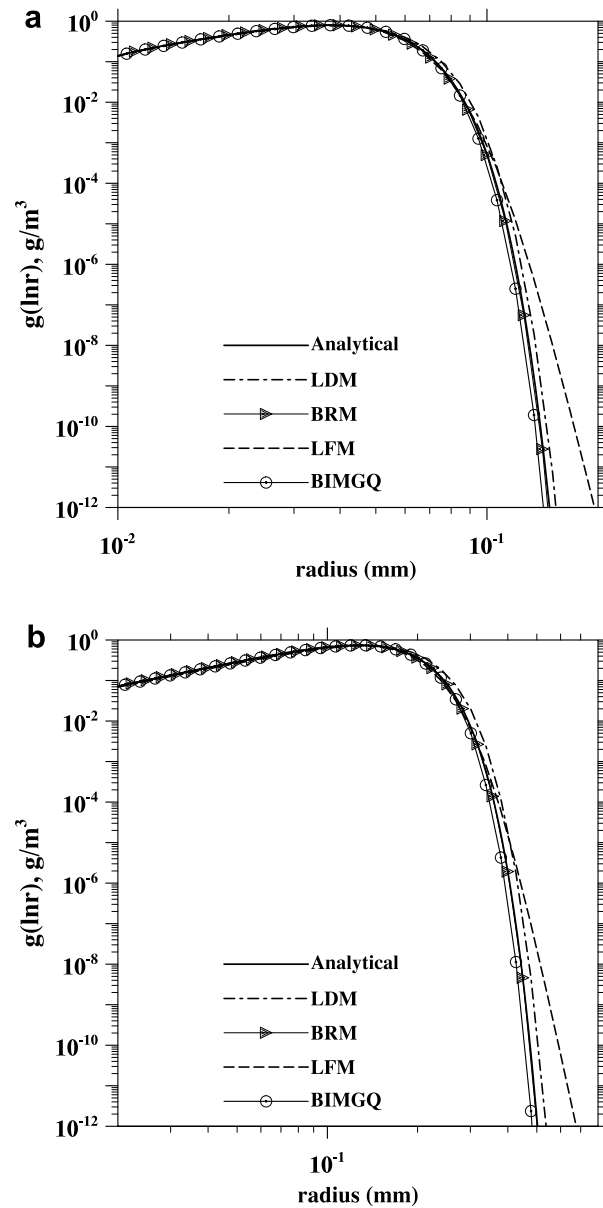 a
10^0
10^-2
10^-4
10^-6
10^-8
10^-10
10^-12
g(lnr), g/m^3
Analytical
LDM
BRM
LFM
BIMGQ
10^-2
10^-1
radius (mm)
b
10^0
10^-2
10^-4
10^-6
10^-8
10^-10
10^-12
g(lnr), g/m^3
Analytical
LDM
BRM
LFM
BIMGQ
10^-1
radius (mm)